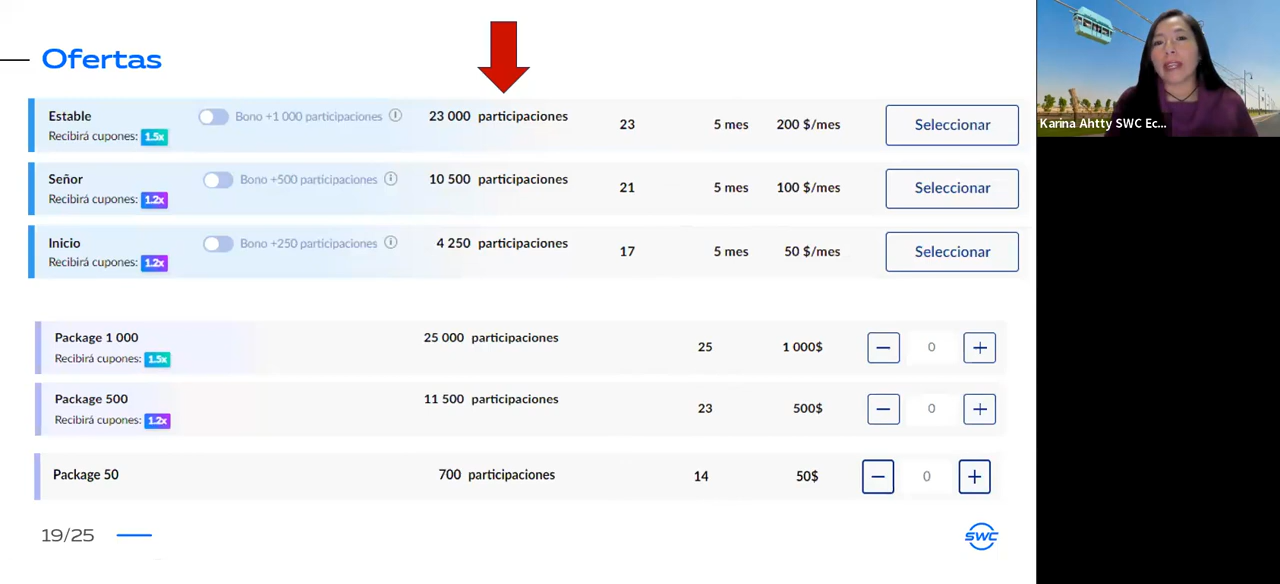 Ofertas
Estable Bono +1 000 participaciones 23 000 participaciones 23 5 mes 200 $/mes Seleccionar
Recibirá cupones: 1.5x
Señor Bono +500 participaciones 10 500 participaciones 21 5 mes 100 $/mes Seleccionar
Recibirá cupones: 1.2x
Inicio Bono +250 participaciones 4 250 participaciones 17 5 mes 50 $/mes Seleccionar
Recibirá cupones: 1.2x
Package 1 000 25 000 participaciones 25 1 000$ − 0 +
Recibirá cupones: 1.5x
Package 500 11 500 participaciones 23 500$ − 0 +
Recibirá cupones: 1.2x
Package 50 700 participaciones 14 50$ − 0 +
19/25
SWC
Karina Ahtty SWC Ec...